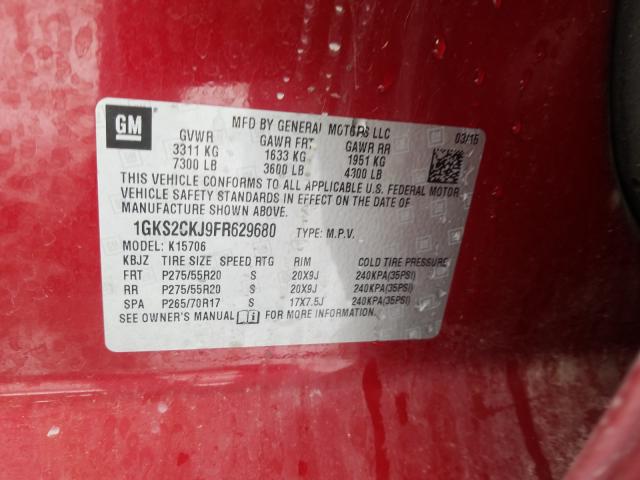 GM
MFD BY GENERAL MOTORS LLC
03/15
GVWR GAWR FRT GAWR RR
3311 KG 1633 KG 1951 KG
7300 LB 3600 LB 4300 LB
THIS VEHICLE CONFORMS TO ALL APPLICABLE U.S. FEDERAL MOTOR
VEHICLE SAFETY STANDARDS IN EFFECT ON THE DATE OF
MANUFACTURE SHOWN ABOVE.
1GKS2CKJ9FR629680 TYPE: M.P.V.
MODEL: K15706
KBJZ TIRE SIZE SPEED RTG RIM COLD TIRE PRESSURE
FRT P275/55R20 S 20X9J 240KPA(35PSI)
RR P275/55R20 S 20X9J 240KPA(35PSI)
SPA P265/70R17 S 17X7.5J 240KPA(35PSI)
SEE OWNER'S MANUAL FOR MORE INFORMATION.